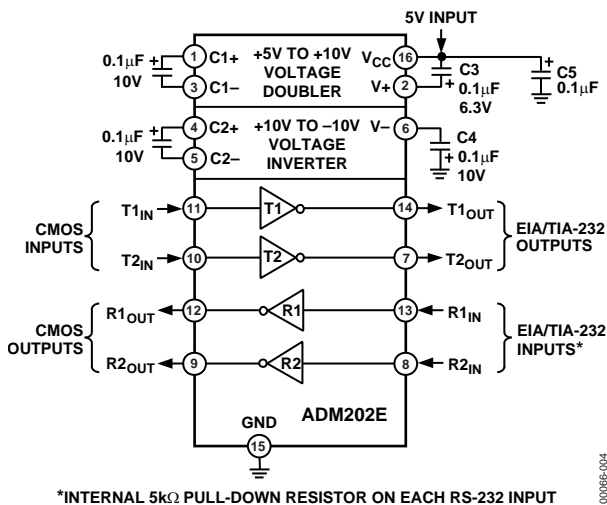 5V INPUT
0.1μF
10V
+
1
C1+
3
C1–
+5V TO +10V
VOLTAGE
DOUBLER
VCC
16
V+
2
+
C3
0.1μF
6.3V
+
C5
0.1μF
0.1μF
10V
+
4
C2+
5
C2–
+10V TO –10V
VOLTAGE
INVERTER
V–
6
C4
+
0.1μF
10V
CMOS
INPUTS
T1IN
11
T1
14
T1OUT
T2IN
10
T2
7
T2OUT
EIA/TIA-232
OUTPUTS
CMOS
OUTPUTS
R1OUT
12
R1
13
R1IN
R2OUT
9
R2
8
R2IN
EIA/TIA-232
INPUTS*
GND
15
ADM202E
*INTERNAL 5kΩ PULL-DOWN RESISTOR ON EACH RS-232 INPUT
00066-004